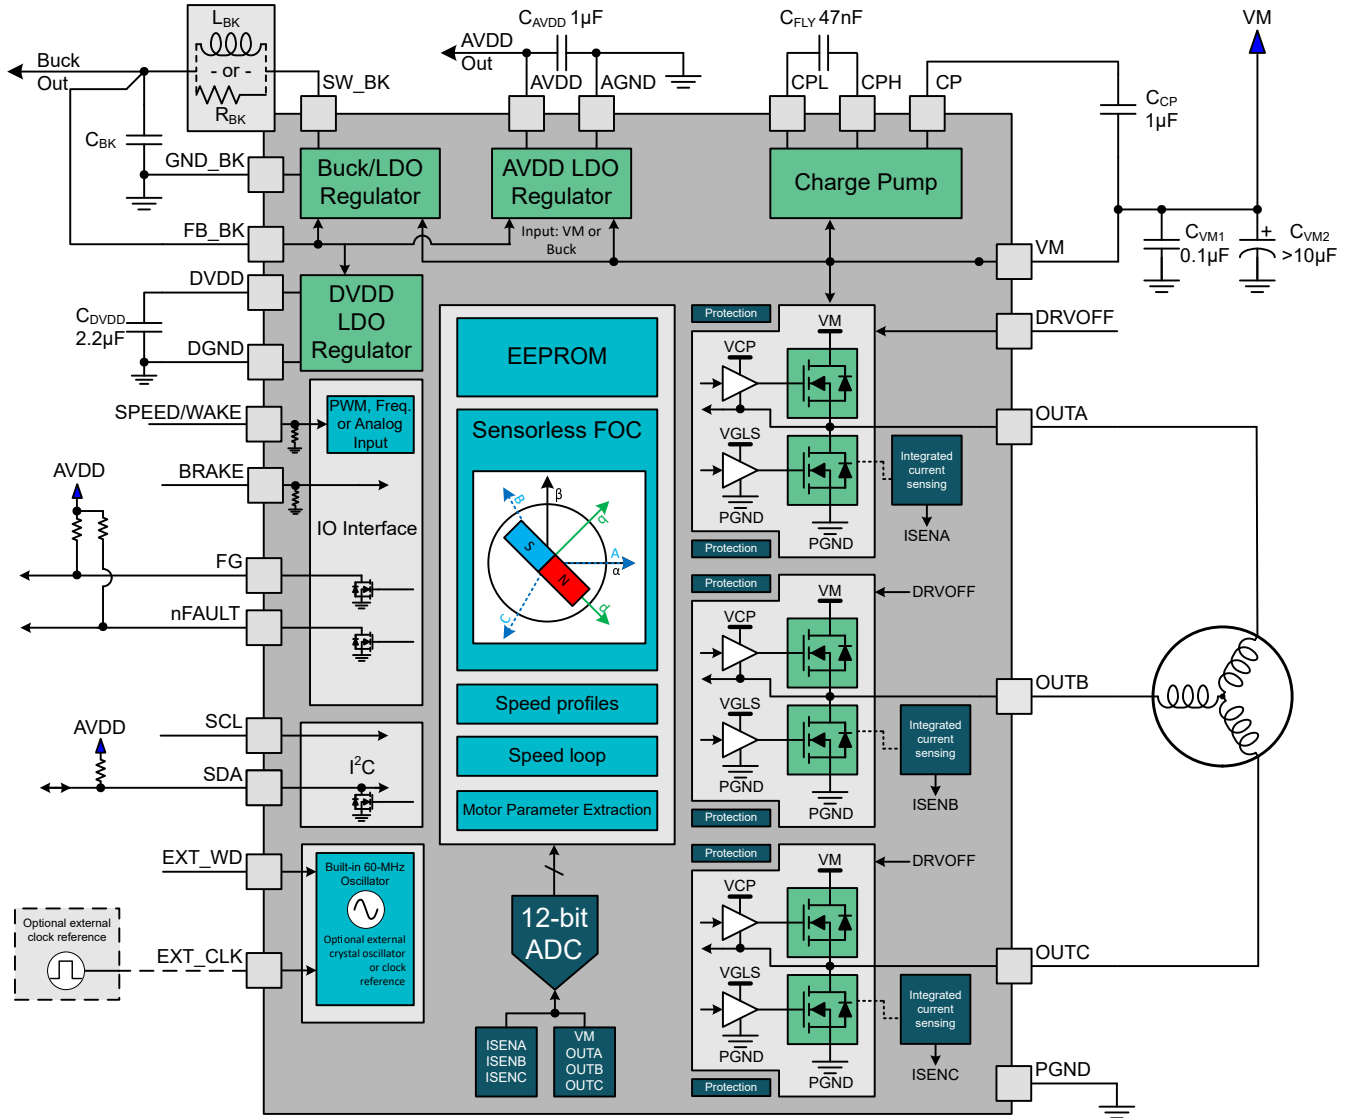 LBK
- or -
RBK
Buck
Out
CBK
SW_BK
CAVDD 1µF
AVDD
Out
AVDD
AGND
CFLY 47nF
CPL
CPH
CP
VM
CCP
1µF
GND_BK
Buck/LDO
Regulator
AVDD LDO
Regulator
Charge Pump
FB_BK
Input: VM or
Buck
VM
CVM1
0.1µF
+
CVM2
>10µF
DVDD
CDVDD
2.2µF
DGND
DVDD
LDO
Regulator
SPEED/WAKE
PWM, Freq.
or Analog
Input
BRAKE
AVDD
IO Interface
FG
nFAULT
AVDD
SCL
SDA
I2C
EXT_WD
EXT_CLK
Optional external
clock reference
Built-in 60-MHz
Oscillator
Optional external
crystal oscillator
or clock
reference
EEPROM
Sensorless FOC
β
B
q
A
α
S
N
C
d
Speed profiles
Speed loop
Motor Parameter Extraction
12-bit
ADC
ISENA
ISENB
ISENC
VM
OUTA
OUTB
OUTC
Protection
VM
DRVOFF
VCP
OUTA
VGLS
Integrated
current
sensing
PGND
PGND
ISENA
Protection
Protection
VM
DRVOFF
VCP
OUTB
VGLS
Integrated
current
sensing
PGND
PGND
ISENB
Protection
Protection
VM
DRVOFF
VCP
OUTC
VGLS
Integrated
current
sensing
PGND
PGND
ISENC
Protection
PGND